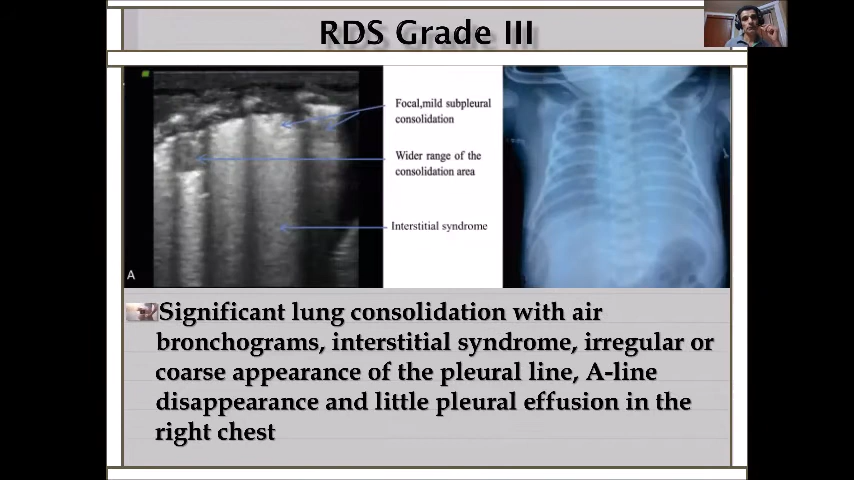 RDS Grade III
Focal,mild subpleural
consolidation
Wider range of the
consolidation area
Interstitial syndrome
A
Significant lung consolidation with air
bronchograms, interstitial syndrome, irregular or
coarse appearance of the pleural line, A-line
disappearance and little pleural effusion in the
right chest